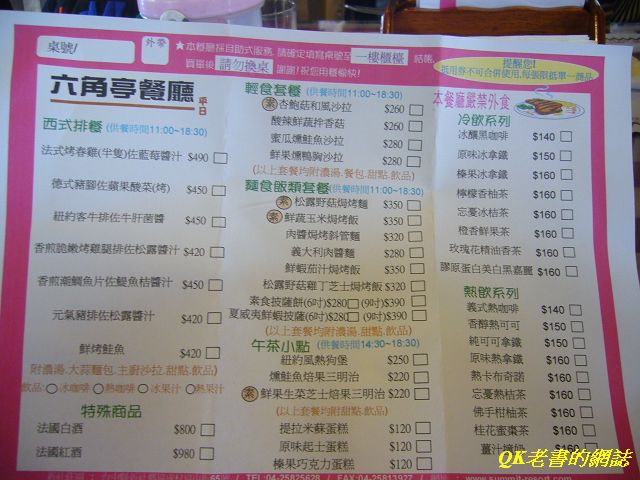 桌號/
外帶
★本餐廳採自助式服務, 請確定填寫桌號至一樓櫃檯結帳
買單後請勿換桌 謝謝!祝您用餐愉快!
提醒您!
抵用券不可合併使用,每張限抵單一商品
六角亭餐廳 平日
本餐廳嚴禁外食
西式排餐 (供餐時間11:00~18:30)
法式烤春雞(半隻)佐藍莓醬汁 $490
德式豬腳佐蘋果酸菜(烤) $450
紐約客牛排佐牛肝菌醬 $450
香煎脆嫩烤雞腿排佐松露醬汁 $420
香煎潮鯛魚片佐鯷魚桔醬汁 $450
元氣豬排佐松露醬汁 $420
鮮烤鮭魚 $420
附濃湯.大蒜麵包.主廚沙拉.甜點.飲品
飲品:○冰咖啡 ○熱咖啡 ○冰果汁 ○熱果汁
特殊商品
法國白酒 $800
法國紅酒 $980
輕食套餐 (供餐時間11:00~18:30)
素 杏鮑菇和風沙拉 $260
酸辣鮮蔬拌香菇 $260
蜜瓜燻鮭魚沙拉 $280
鮮果燻鴨胸沙拉 $280
(以上套餐均附濃湯.餐包.甜點.飲品)
麵食飯類套餐 (供餐時間11:00~18:30)
素 松露野菇焗烤麵 $350
素 鮮蔬玉米焗烤飯 $350
肉醬焗烤斜管麵 $320
義大利肉醬麵 $280
鮮蝦茄汁焗烤飯 $350
松露野菇雞丁芝士焗烤飯 $320
素食披薩餅(6吋)$280 (9吋)$390
夏威夷鮮蝦披薩(6吋)$280 (9吋)$390
(以上套餐均附濃湯.甜點.飲品)
午茶小點 (供餐時間14:30~18:30)
紐約風熱狗堡 $250
燻鮭魚焙果三明治 $220
素 鮮果生菜芝士焙果三明治 $220
(以上套餐均附甜點.飲品)
提拉米蘇蛋糕 $120
原味起士蛋糕 $120
榛果巧克力蛋糕 $120
冷飲系列
冰釀黑咖啡 $140
原味冰拿鐵 $150
榛果冰拿鐵 $160
檸檬香柚茶 $160
忘憂冰桔茶 $160
橙香鮮果茶 $160
玫瑰花精油香茶 $160
膠原蛋白美白黑嘉麗 $160
熱飲系列
義式熱咖啡 $140
香醇熱可可 $150
純可可拿鐵 $150
原味熱拿鐵 $160
熱卡布奇諾 $160
忘憂熱桔茶 $160
佛手柑柚茶 $160
桂花蜜棗茶 $160
薑汁撞奶 $160
TEL:04-25825628 / FAX:04-25813927
www.summit-resort.com
QK老書的網誌